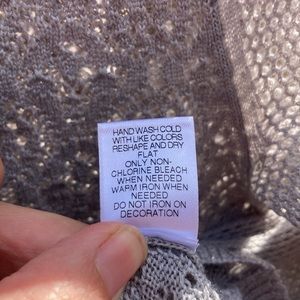 HAND WASH COLD
WITH LIKE COLORS
RESHAPE AND DRY
FLAT
ONLY NON-
CHLORINE BLEACH
WHEN NEEDED
WARM IRON WHEN
NEEDED
DO NOT IRON ON
DECORATION